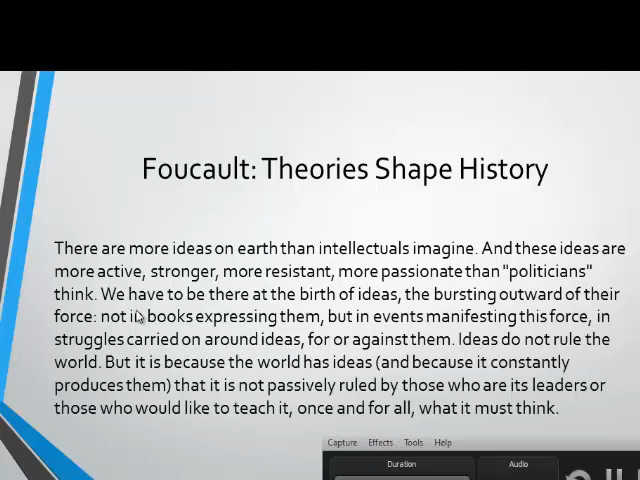 Foucault: Theories Shape History
There are more ideas on earth than intellectuals imagine. And these ideas are
more active, stronger, more resistant, more passionate than "politicians"
think. We have to be there at the birth of ideas, the bursting outward of their
force: not in books expressing them, but in events manifesting this force, in
struggles carried on around ideas, for or against them. Ideas do not rule the
world. But it is because the world has ideas (and because it constantly
produces them) that it is not passively ruled by those who are its leaders or
those who would like to teach it, once and for all, what it must think.
Capture Effects Tools Help
Duration Audio